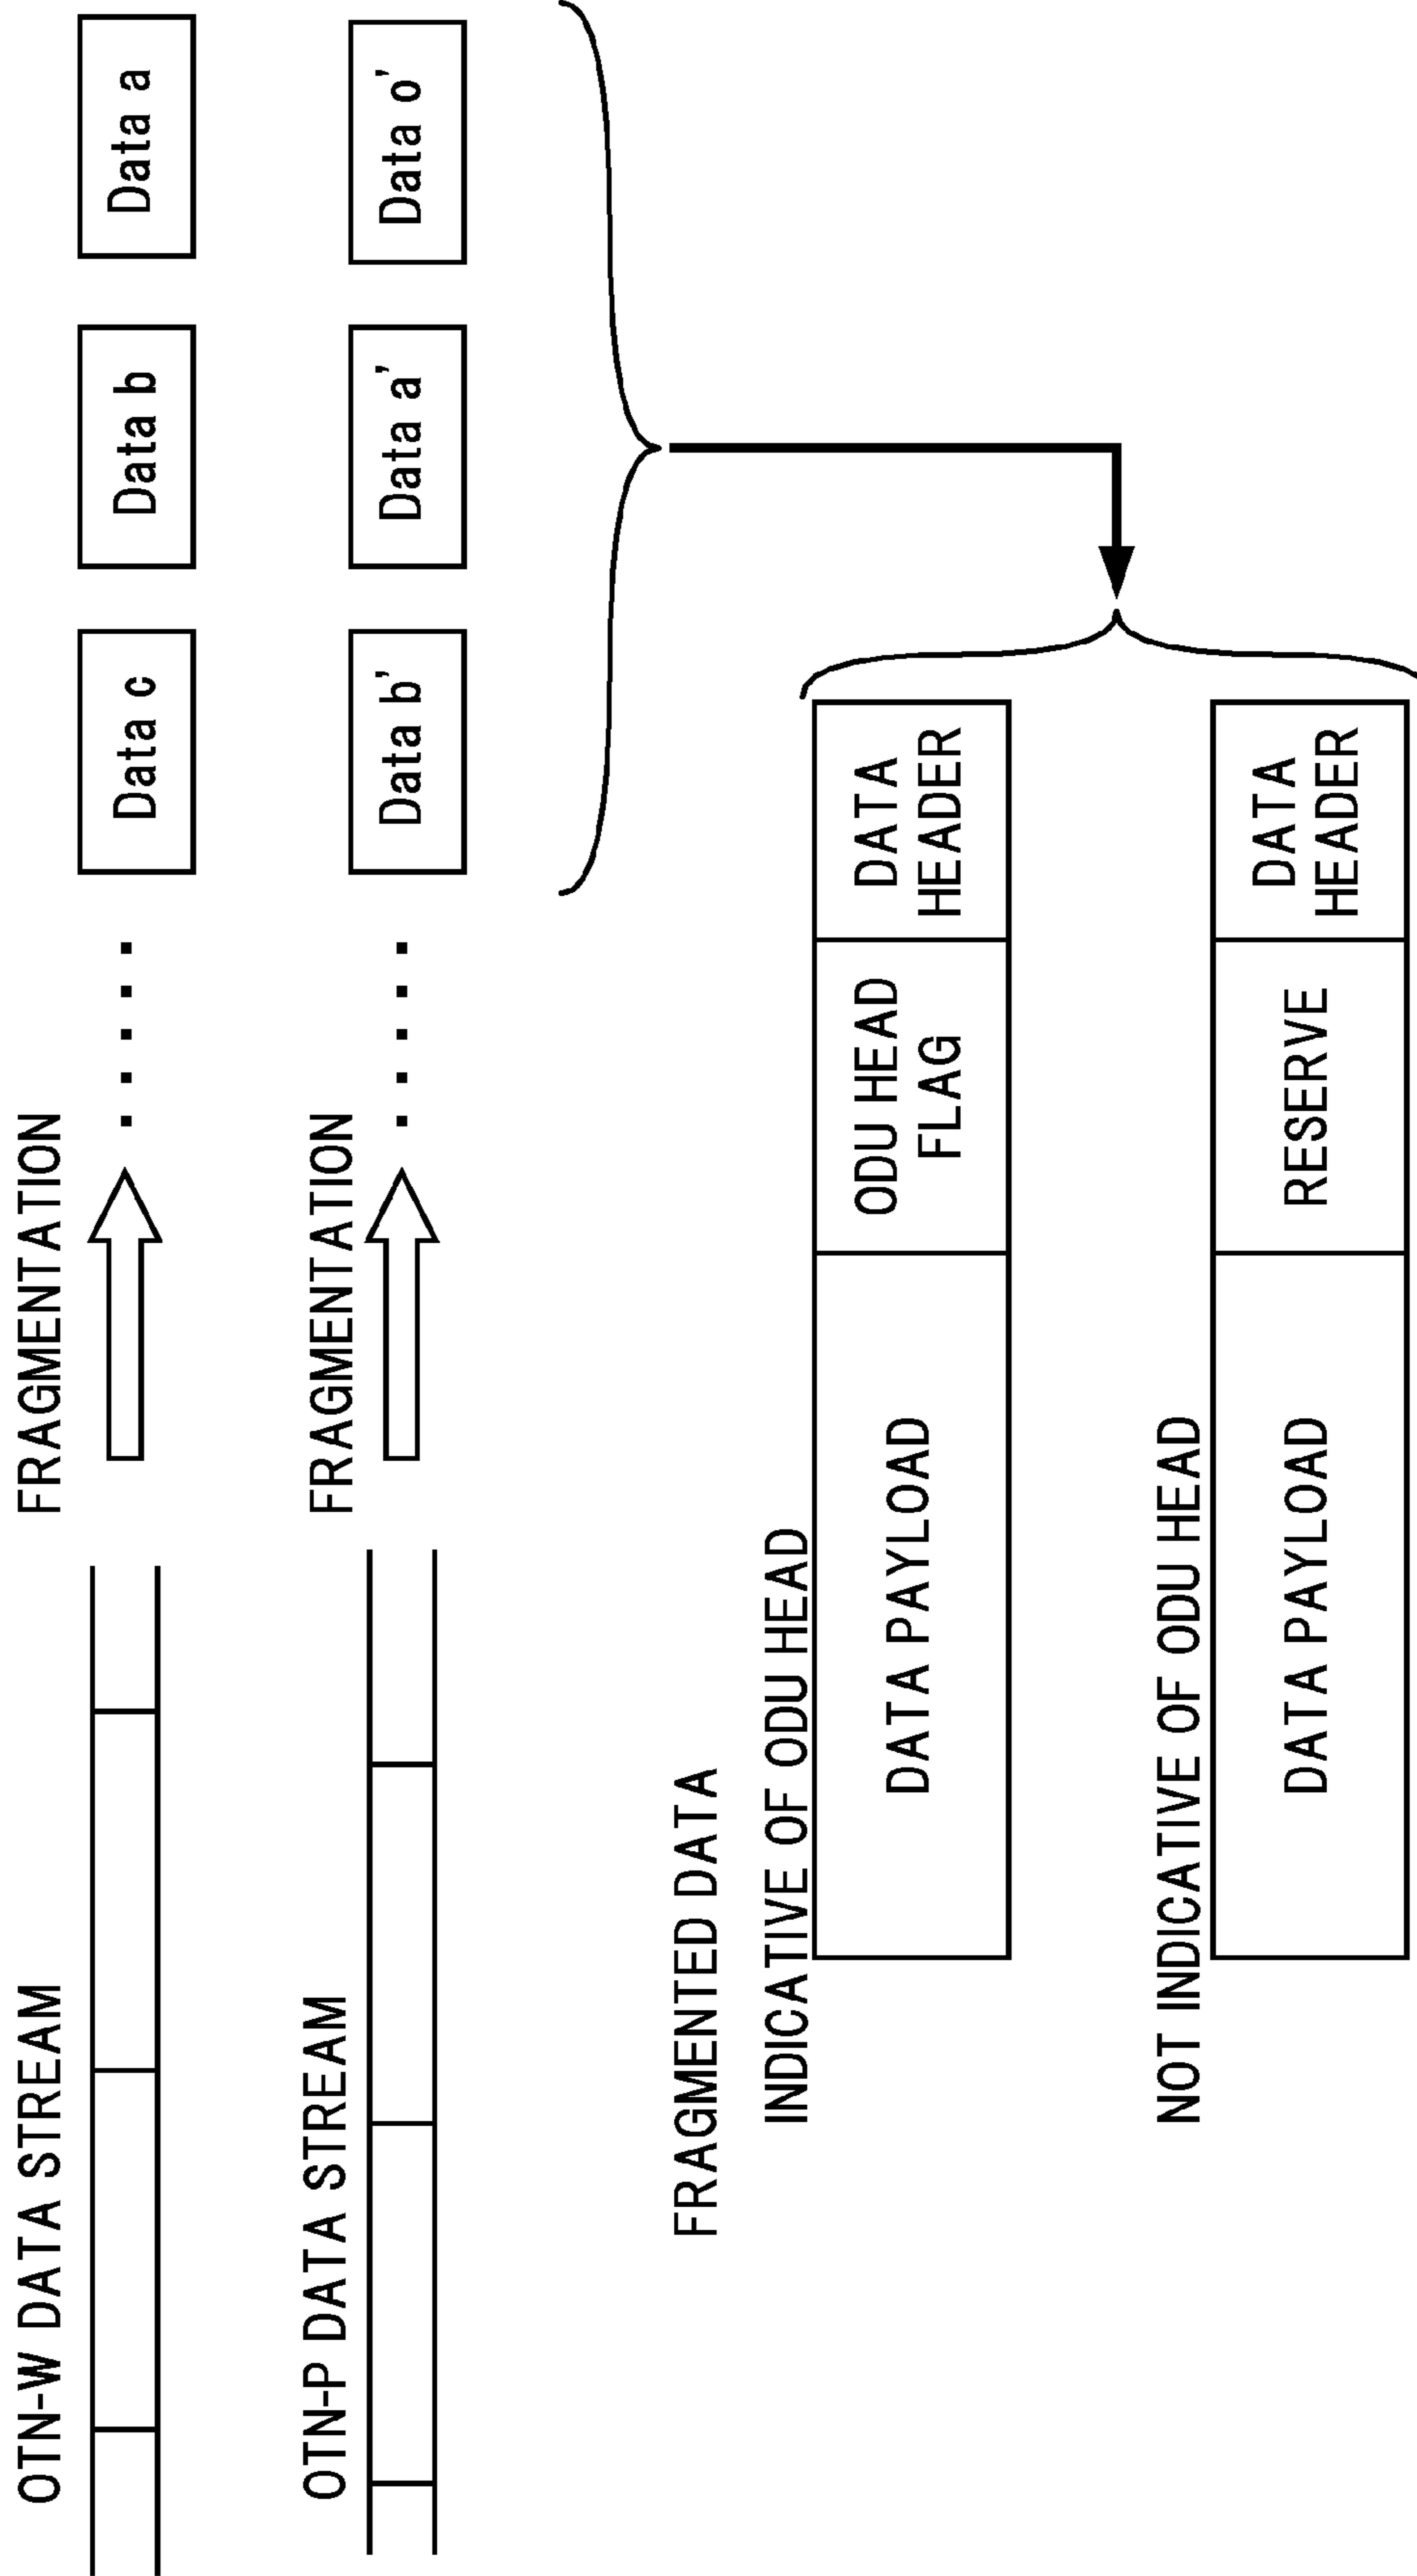 OTN-W DATA STREAM
FRAGMENTATION
Data c
Data b
Data a
OTN-P DATA STREAM
FRAGMENTATION
Data b'
Data a'
Data o'
FRAGMENTED DATA
INDICATIVE OF ODU HEAD
DATA PAYLOAD
ODU HEAD
FLAG
DATA
HEADER
NOT INDICATIVE OF ODU HEAD
DATA PAYLOAD
RESERVE
DATA
HEADER